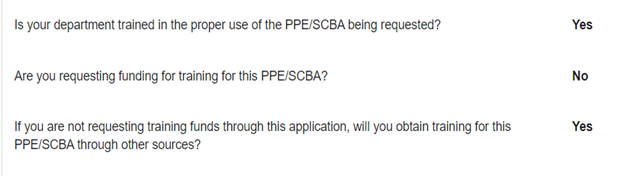 Is your department trained in the proper use of the PPE/SCBA being requested? Yes
Are you requesting funding for training for this PPE/SCBA? No
If you are not requesting training funds through this application, will you obtain training for this Yes
PPE/SCBA through other sources?